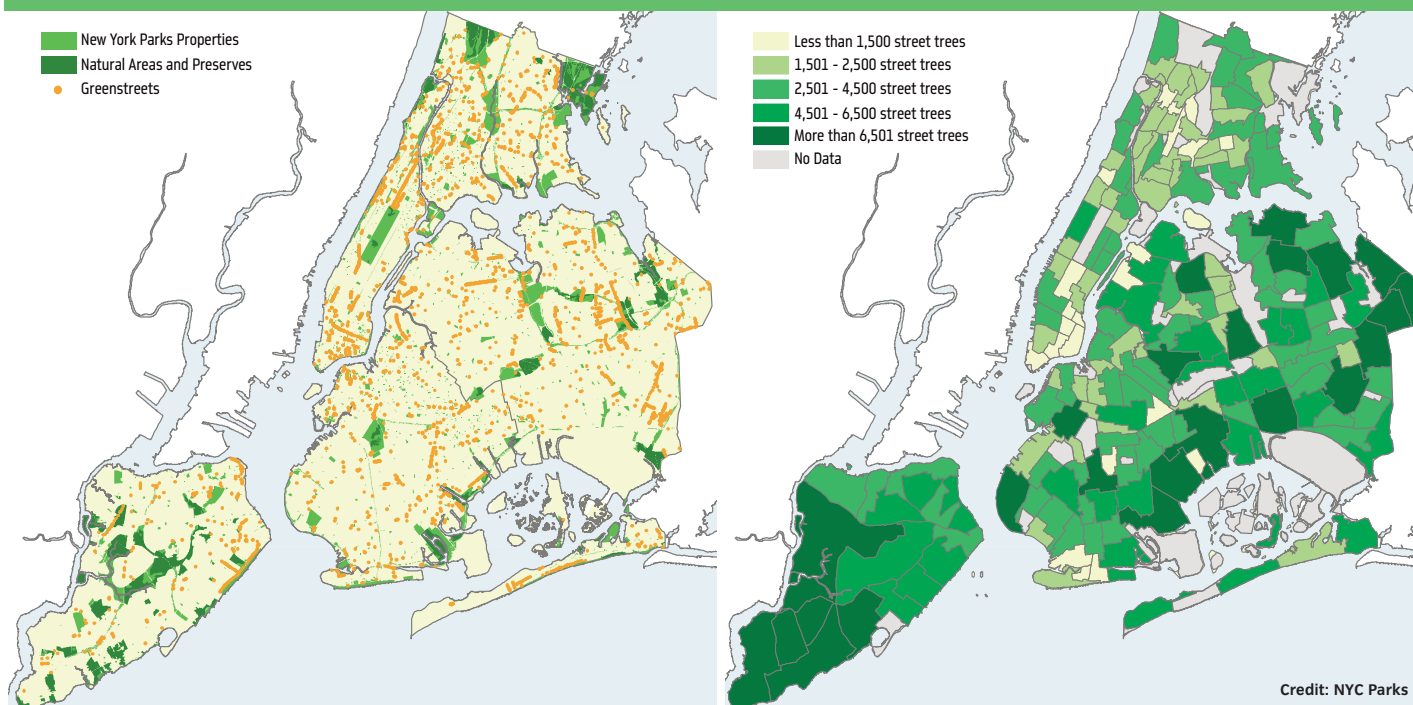 New York Parks Properties
Natural Areas and Preserves
Greenstreets
Less than 1,500 street trees
1,501 - 2,500 street trees
2,501 - 4,500 street trees
4,501 - 6,500 street trees
More than 6,501 street trees
No Data
Credit: NYC Parks